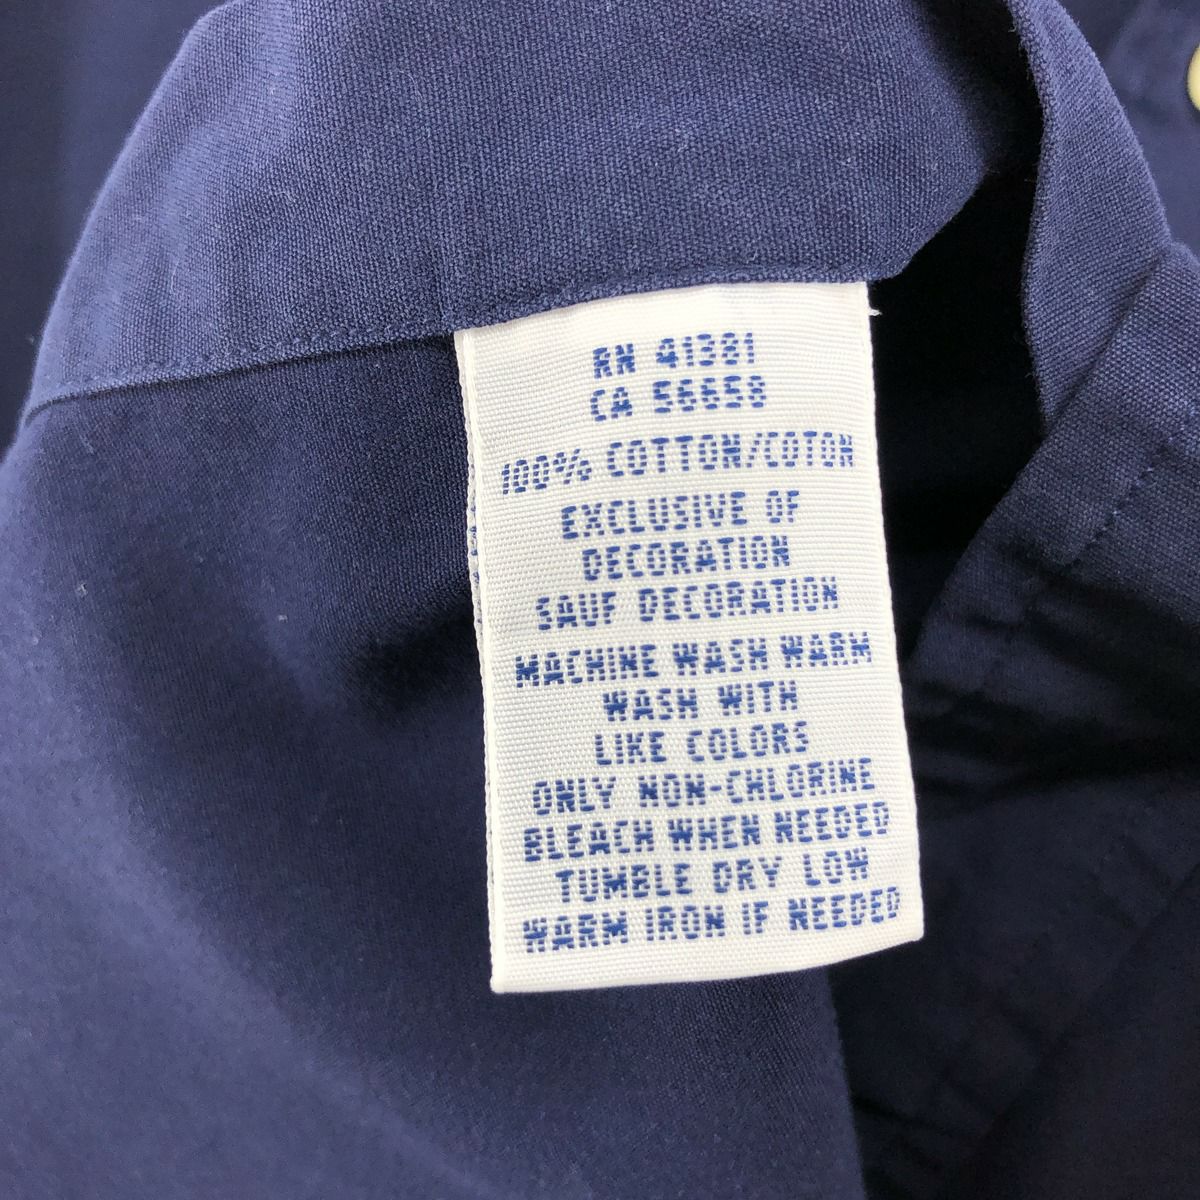 RN 41381
CA 56658
100% COTTON/COTON
EXCLUSIVE OF
DECORATION
SAUF DECORATION
MACHINE WASH WARM
WASH WITH
LIKE COLORS
ONLY NON-CHLORINE
BLEACH WHEN NEEDED
TUMBLE DRY LOW
WARM IRON IF NEEDED